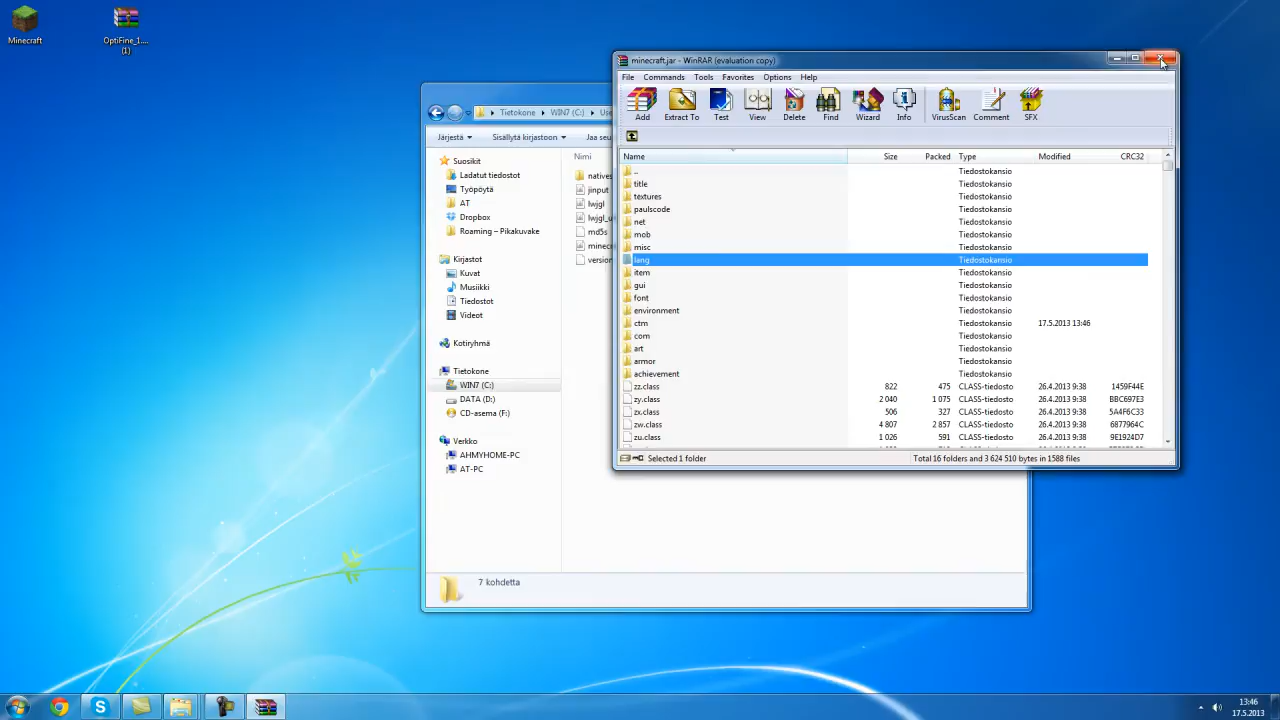 Minecraft
OptiFine_1....
(1)
minecraft.jar - WinRAR (evaluation copy)
File Commands Tools Favorites Options Help
Add Extract To Test View Delete Find Wizard Info VirusScan Comment SFX
Name Size Packed Type Modified CRC32
.. Tiedostokansio
title Tiedostokansio
textures Tiedostokansio
paulscode Tiedostokansio
net Tiedostokansio
mob Tiedostokansio
misc Tiedostokansio
lang Tiedostokansio
item Tiedostokansio
gui Tiedostokansio
font Tiedostokansio
environment Tiedostokansio
ctm Tiedostokansio 17.5.2013 13:46
com Tiedostokansio
art Tiedostokansio
armor Tiedostokansio
achievement Tiedostokansio
zz.class 822 475 CLASS-tiedosto 26.4.2013 9:38 1459F44E
zy.class 2 040 1 075 CLASS-tiedosto 26.4.2013 9:38 BBC697E3
zx.class 506 327 CLASS-tiedosto 26.4.2013 9:38 5A4F6C33
zw.class 4 807 2 857 CLASS-tiedosto 26.4.2013 9:38 6877964C
zu.class 1 026 591 CLASS-tiedosto 26.4.2013 9:38 9E1924D7
Selected 1 folder Total 16 folders and 3 624 510 bytes in 1588 files
Tietokone WIN7 (C:) Use
Järjestä Sisällytä kirjastoon Jaa seu
Nimi
Suosikit
Ladatut tiedostot
Työpöytä
AT
Dropbox
Roaming – Pikakuvake
Kirjastot
Kuvat
Musiikki
Tiedostot
Videot
Kotiryhmä
Tietokone
WIN7 (C:)
DATA (D:)
CD-asema (F:)
Verkko
AHMYHOME-PC
AT-PC
natives
jinput
lwjgl
lwjgl_u
md5s
minecr
version
7 kohdetta
13:46
17.5.2013